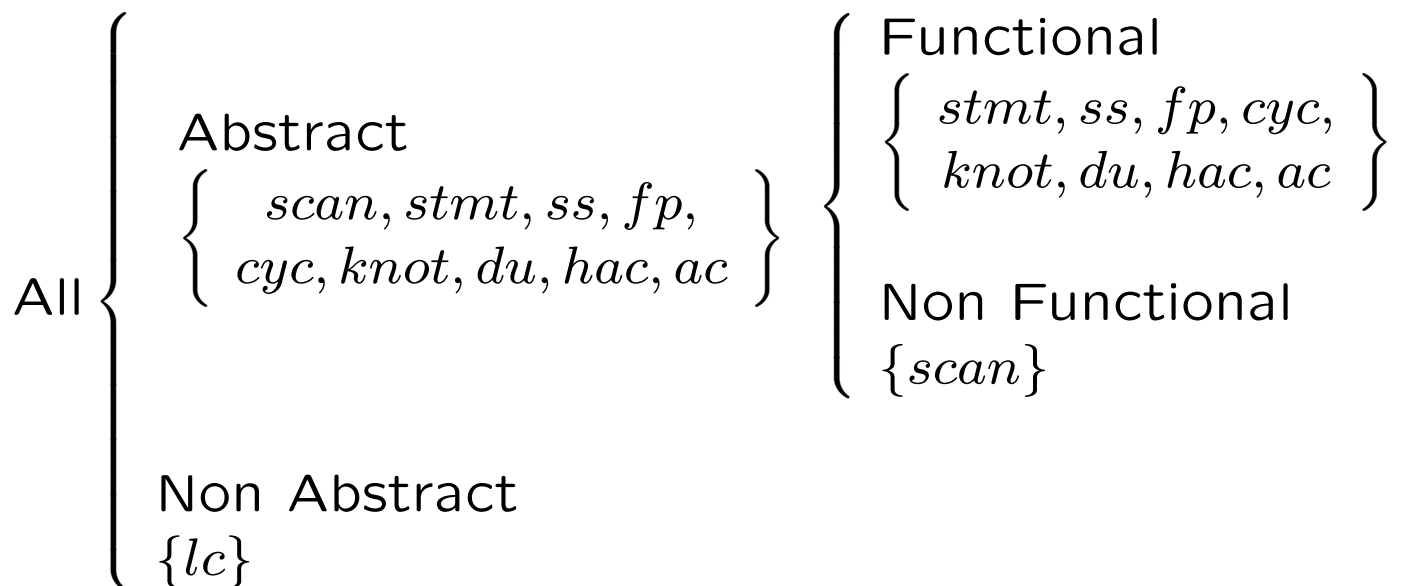 All
Abstract
{ scan, stmt, ss, fp,
cyc, knot, du, hac, ac }
Non Abstract
{lc}
Functional
{ stmt, ss, fp, cyc,
knot, du, hac, ac }
Non Functional
{scan}